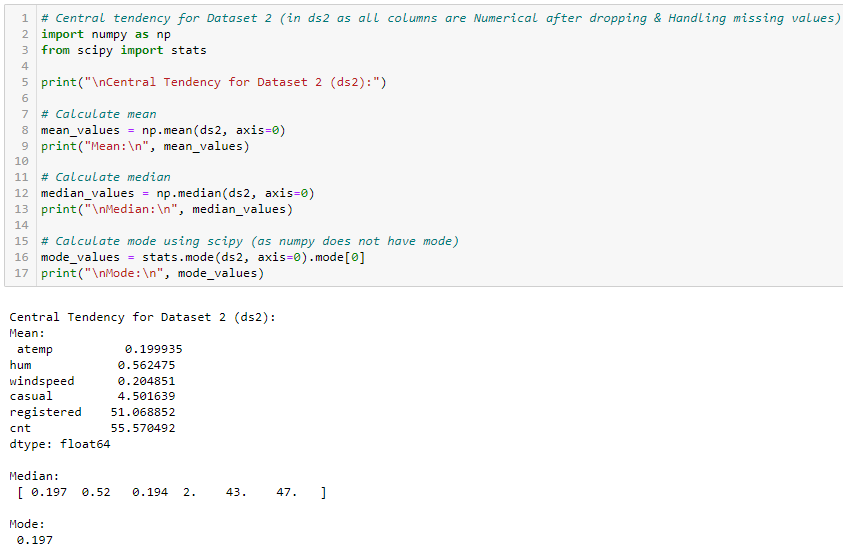 1 # Central tendency for Dataset 2 (in ds2 as all columns are Numerical after dropping & Handling missing values)
2 import numpy as np
3 from scipy import stats
4
5 print("\nCentral Tendency for Dataset 2 (ds2):")
6
7 # Calculate mean
8 mean_values = np.mean(ds2, axis=0)
9 print("Mean:\n", mean_values)
10
11 # Calculate median
12 median_values = np.median(ds2, axis=0)
13 print("\nMedian:\n", median_values)
14
15 # Calculate mode using scipy (as numpy does not have mode)
16 mode_values = stats.mode(ds2, axis=0).mode[0]
17 print("\nMode:\n", mode_values)
Central Tendency for Dataset 2 (ds2):
Mean:
 atemp          0.199935
hum            0.562475
windspeed      0.204851
casual         4.501639
registered    51.068852
cnt           55.570492
dtype: float64
Median:
 [ 0.197  0.52   0.194  2.    43.    47.   ]
Mode:
 0.197